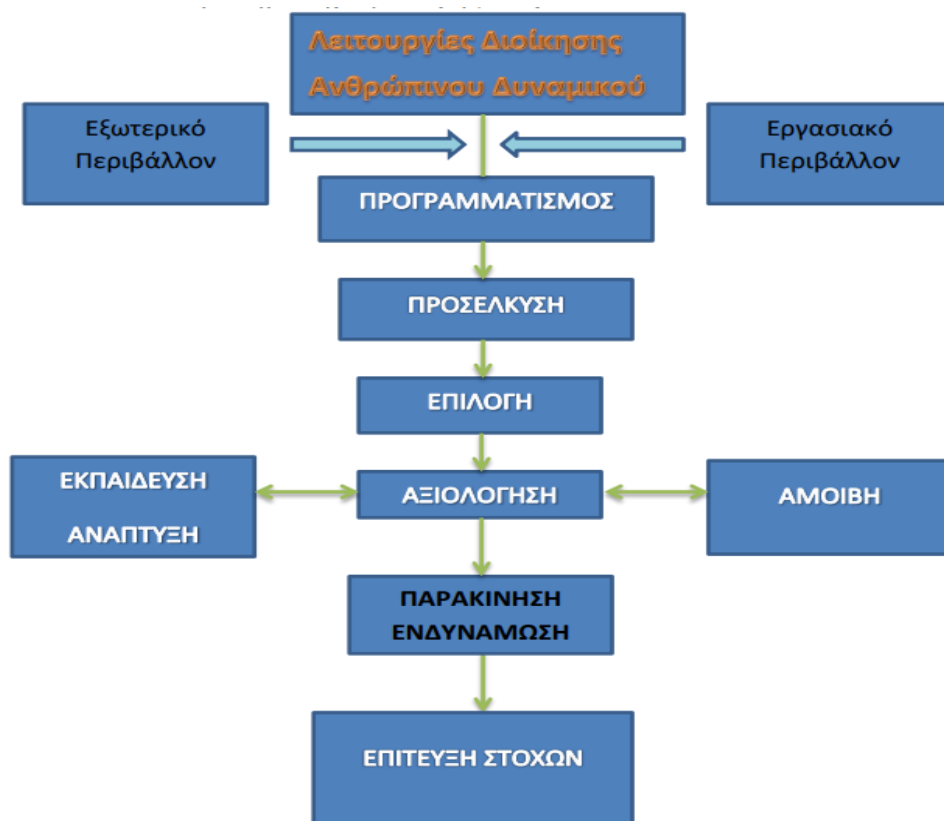 Λειτουργίες Διοίκησης
Ανθρώπινου Δυναμικού
Εξωτερικό
Περιβάλλον
Εργασιακό
Περιβάλλον
ΠΡΟΓΡΑΜΜΑΤΙΣΜΟΣ
ΠΡΟΣΕΛΚΥΣΗ
ΕΠΙΛΟΓΗ
ΕΚΠΑΙΔΕΥΣΗ
ΑΝΑΠΤΥΞΗ
ΑΞΙΟΛΟΓΗΣΗ
ΑΜΟΙΒΗ
ΠΑΡΑΚΙΝΗΣΗ
ΕΝΔΥΝΑΜΩΣΗ
ΕΠΙΤΕΥΞΗ ΣΤΟΧΩΝ